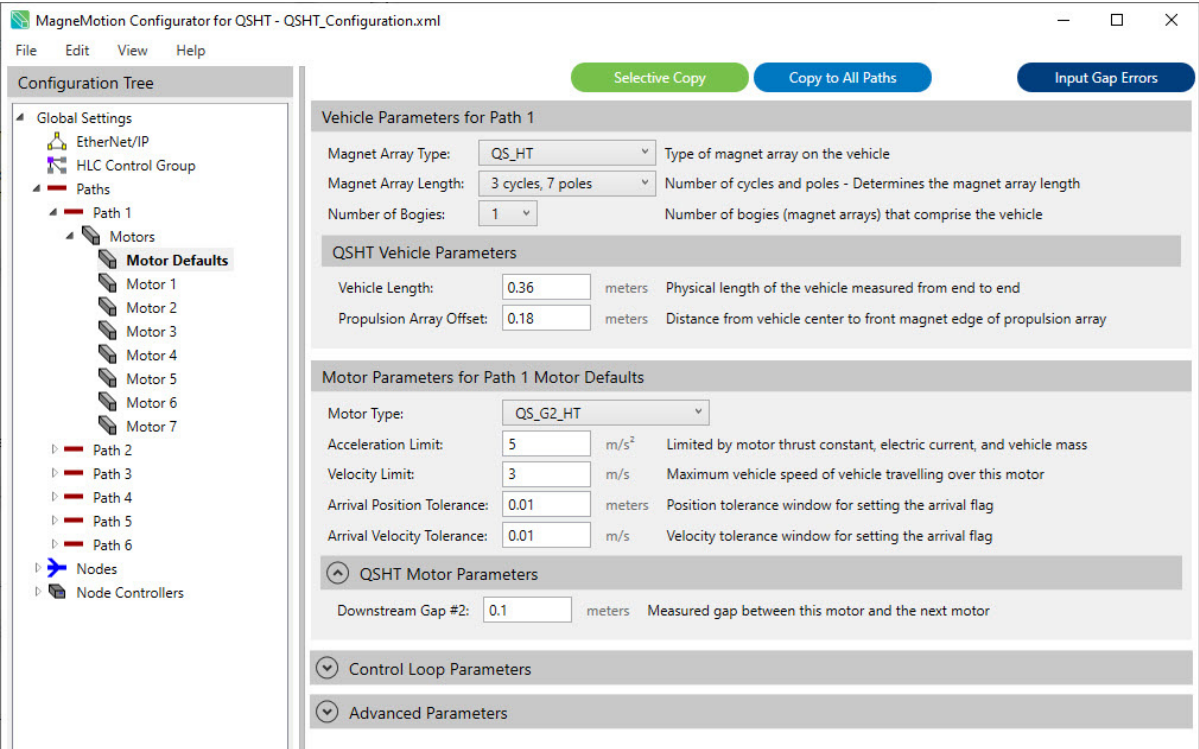 MagneMotion Configurator for QSHT - QSHT_Configuration.xml
File Edit View Help
Configuration Tree
Global Settings
EtherNet/IP
HLC Control Group
Paths
Path 1
Motors
Motor Defaults
Motor 1
Motor 2
Motor 3
Motor 4
Motor 5
Motor 6
Motor 7
Path 2
Path 3
Path 4
Path 5
Path 6
Nodes
Node Controllers
Selective Copy Copy to All Paths Input Gap Errors
Vehicle Parameters for Path 1
Magnet Array Type: QS_HT Type of magnet array on the vehicle
Magnet Array Length: 3 cycles, 7 poles Number of cycles and poles - Determines the magnet array length
Number of Bogies: 1 Number of bogies (magnet arrays) that comprise the vehicle
QSHT Vehicle Parameters
Vehicle Length: 0.36 meters Physical length of the vehicle measured from end to end
Propulsion Array Offset: 0.18 meters Distance from vehicle center to front magnet edge of propulsion array
Motor Parameters for Path 1 Motor Defaults
Motor Type: QS_G2_HT
Acceleration Limit: 5 m/s² Limited by motor thrust constant, electric current, and vehicle mass
Velocity Limit: 3 m/s Maximum vehicle speed of vehicle travelling over this motor
Arrival Position Tolerance: 0.01 meters Position tolerance window for setting the arrival flag
Arrival Velocity Tolerance: 0.01 m/s Velocity tolerance window for setting the arrival flag
QSHT Motor Parameters
Downstream Gap #2: 0.1 meters Measured gap between this motor and the next motor
Control Loop Parameters
Advanced Parameters